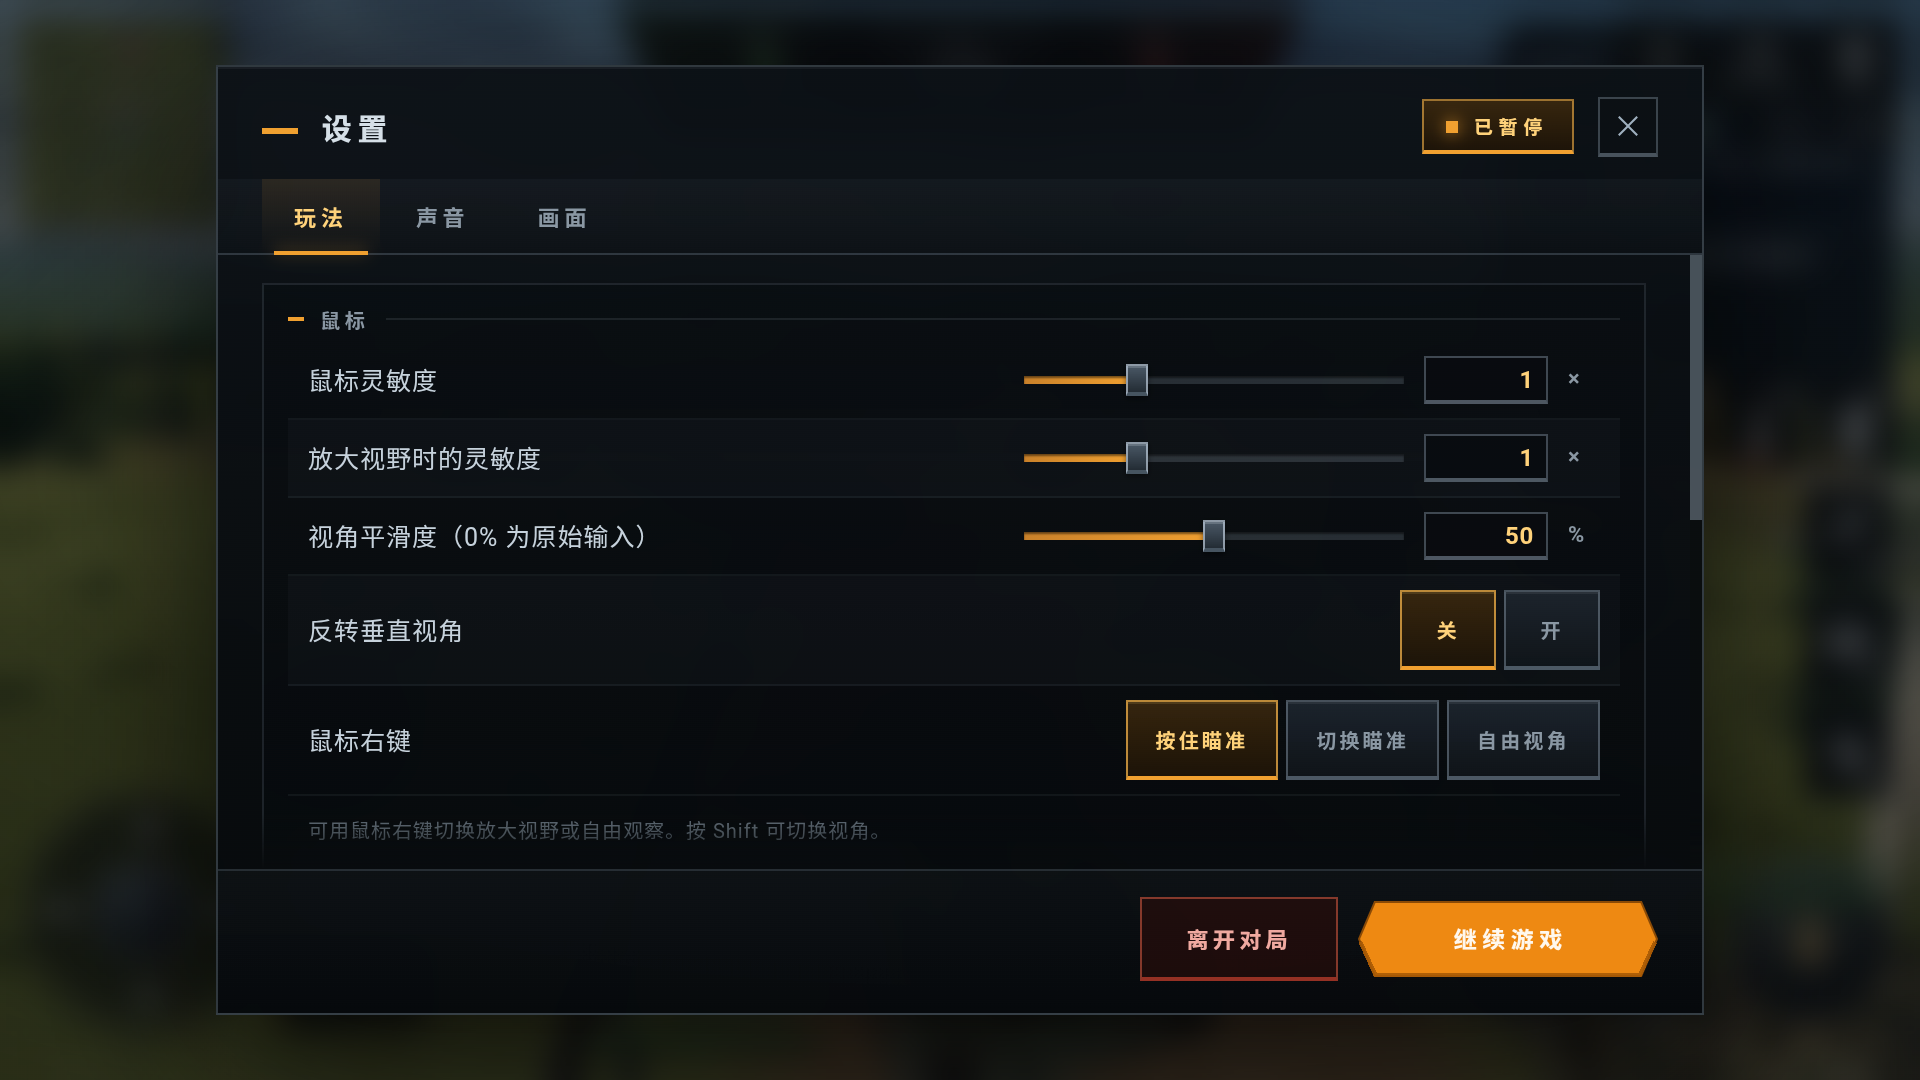 设置
已暂停
玩法 声音 画面
鼠标
鼠标灵敏度 1 ×
放大视野时的灵敏度 1 ×
视角平滑度（0% 为原始输入） 50 %
反转垂直视角 关 开
鼠标右键 按住瞄准 切换瞄准 自由视角
可用鼠标右键切换放大视野或自由观察。按 Shift 可切换视角。
离开对局 继续游戏